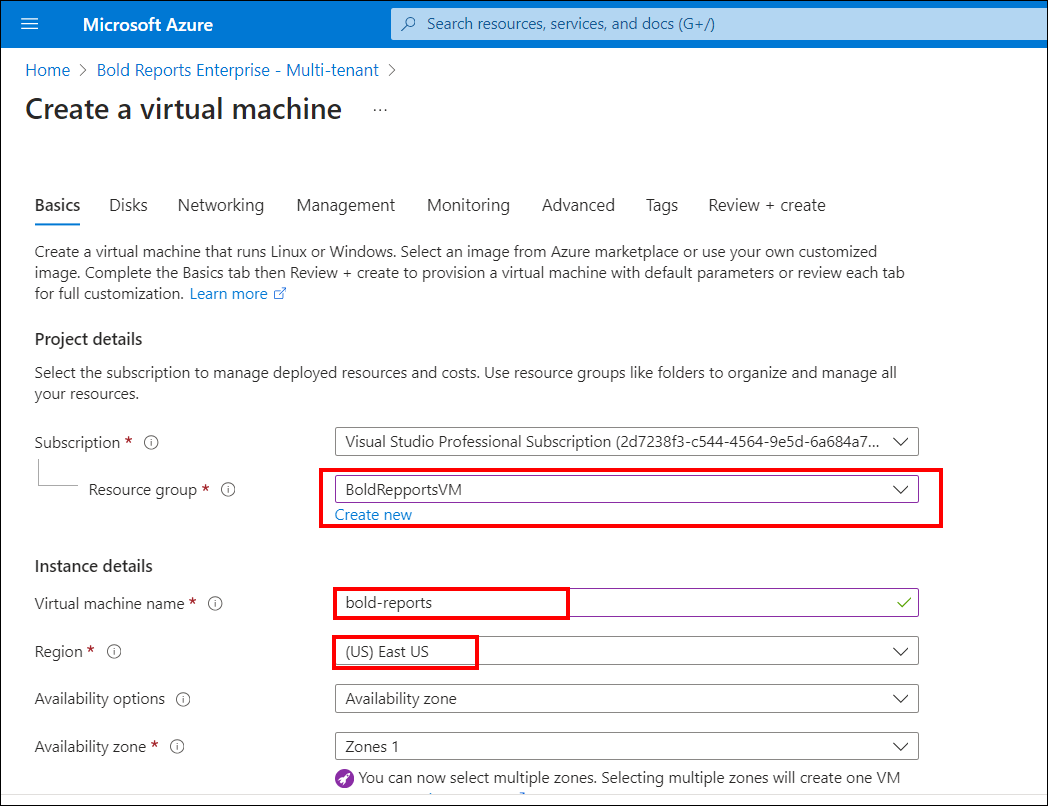 Microsoft Azure
Search resources, services, and docs (G+/)
Home > Bold Reports Enterprise - Multi-tenant >
Create a virtual machine ...
Basics Disks Networking Management Monitoring Advanced Tags Review + create
Create a virtual machine that runs Linux or Windows. Select an image from Azure marketplace or use your own customized
image. Complete the Basics tab then Review + create to provision a virtual machine with default parameters or review each tab
for full customization. Learn more
Project details
Select the subscription to manage deployed resources and costs. Use resource groups like folders to organize and manage all
your resources.
Subscription * Visual Studio Professional Subscription (2d7238f3-c544-4564-9e5d-6a684a7...
Resource group * BoldRepportsVM
Create new
Instance details
Virtual machine name * bold-reports
Region * (US) East US
Availability options Availability zone
Availability zone * Zones 1
You can now select multiple zones. Selecting multiple zones will create one VM